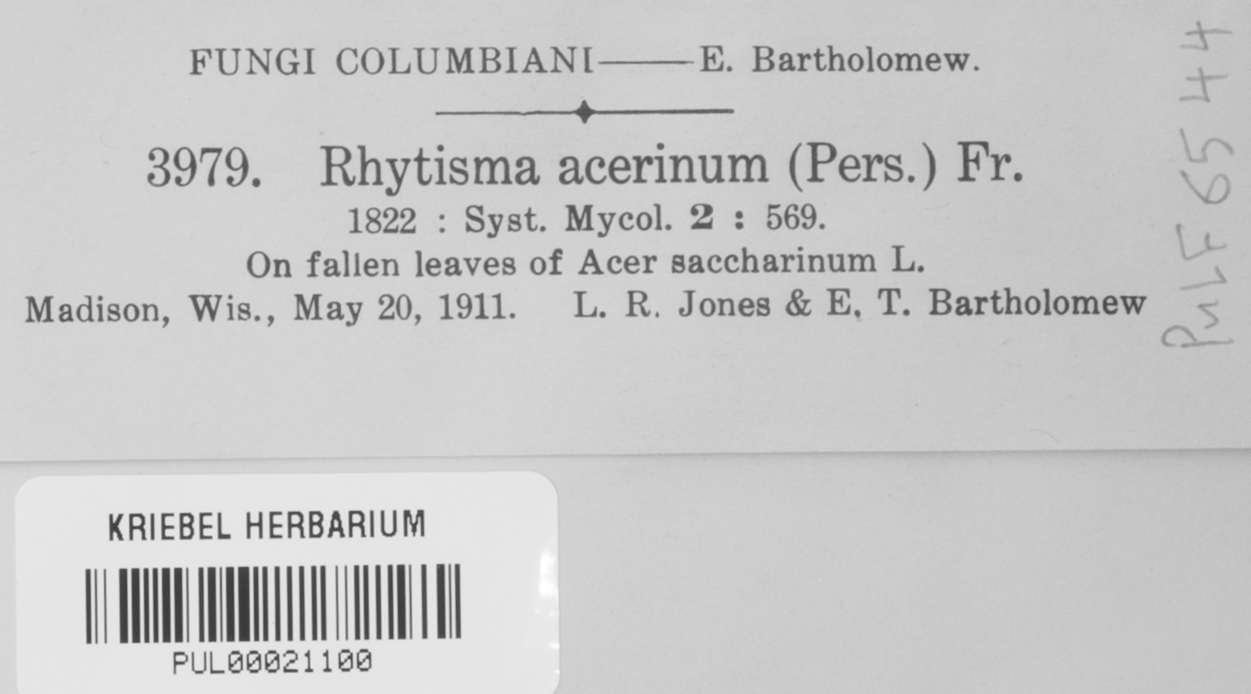 FUNGI COLUMBIANI——E. Bartholomew.
3979. Rhytisma acerinum (Pers.) Fr.
1822 : Syst. Mycol. 2 : 569.
On fallen leaves of Acer saccharinum L.
Madison, Wis., May 20, 1911. L. R. Jones & E. T. Bartholomew
PULF 6544
KRIEBEL HERBARIUM
PUL00021100